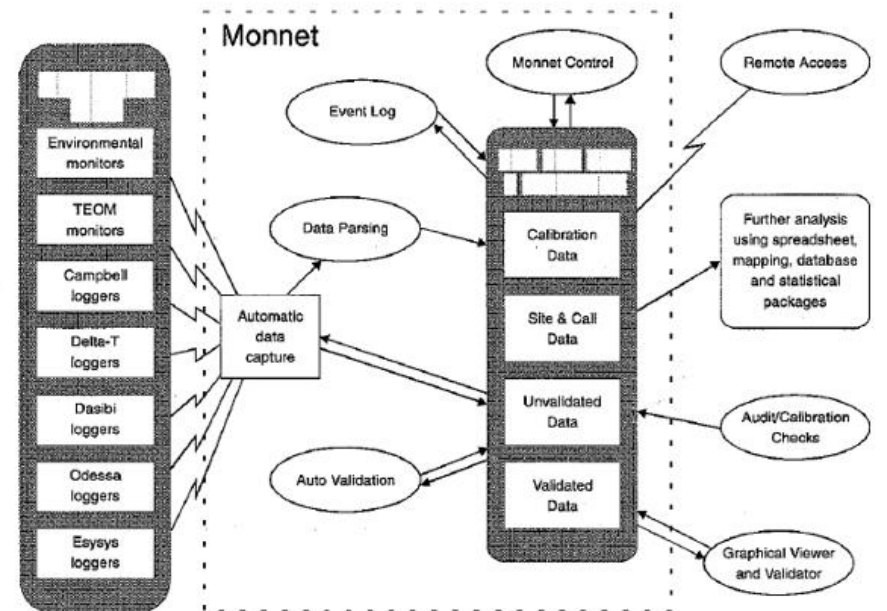 Monnet
Environmental
monitors
TEOM
monitors
Campbell
loggers
Delta-T
loggers
Dasibi
loggers
Odessa
loggers
Esysys
loggers
Automatic
data
capture
Event Log
Data Parsing
Auto Validation
Monnet Control
Calibration
Data
Site & Call
Data
Unvalidated
Data
Validated
Data
Remote Access
Further analysis
using spreadsheet,
mapping, database
and statistical
packages
Audit/Calibration
Checks
Graphical Viewer
and Validator